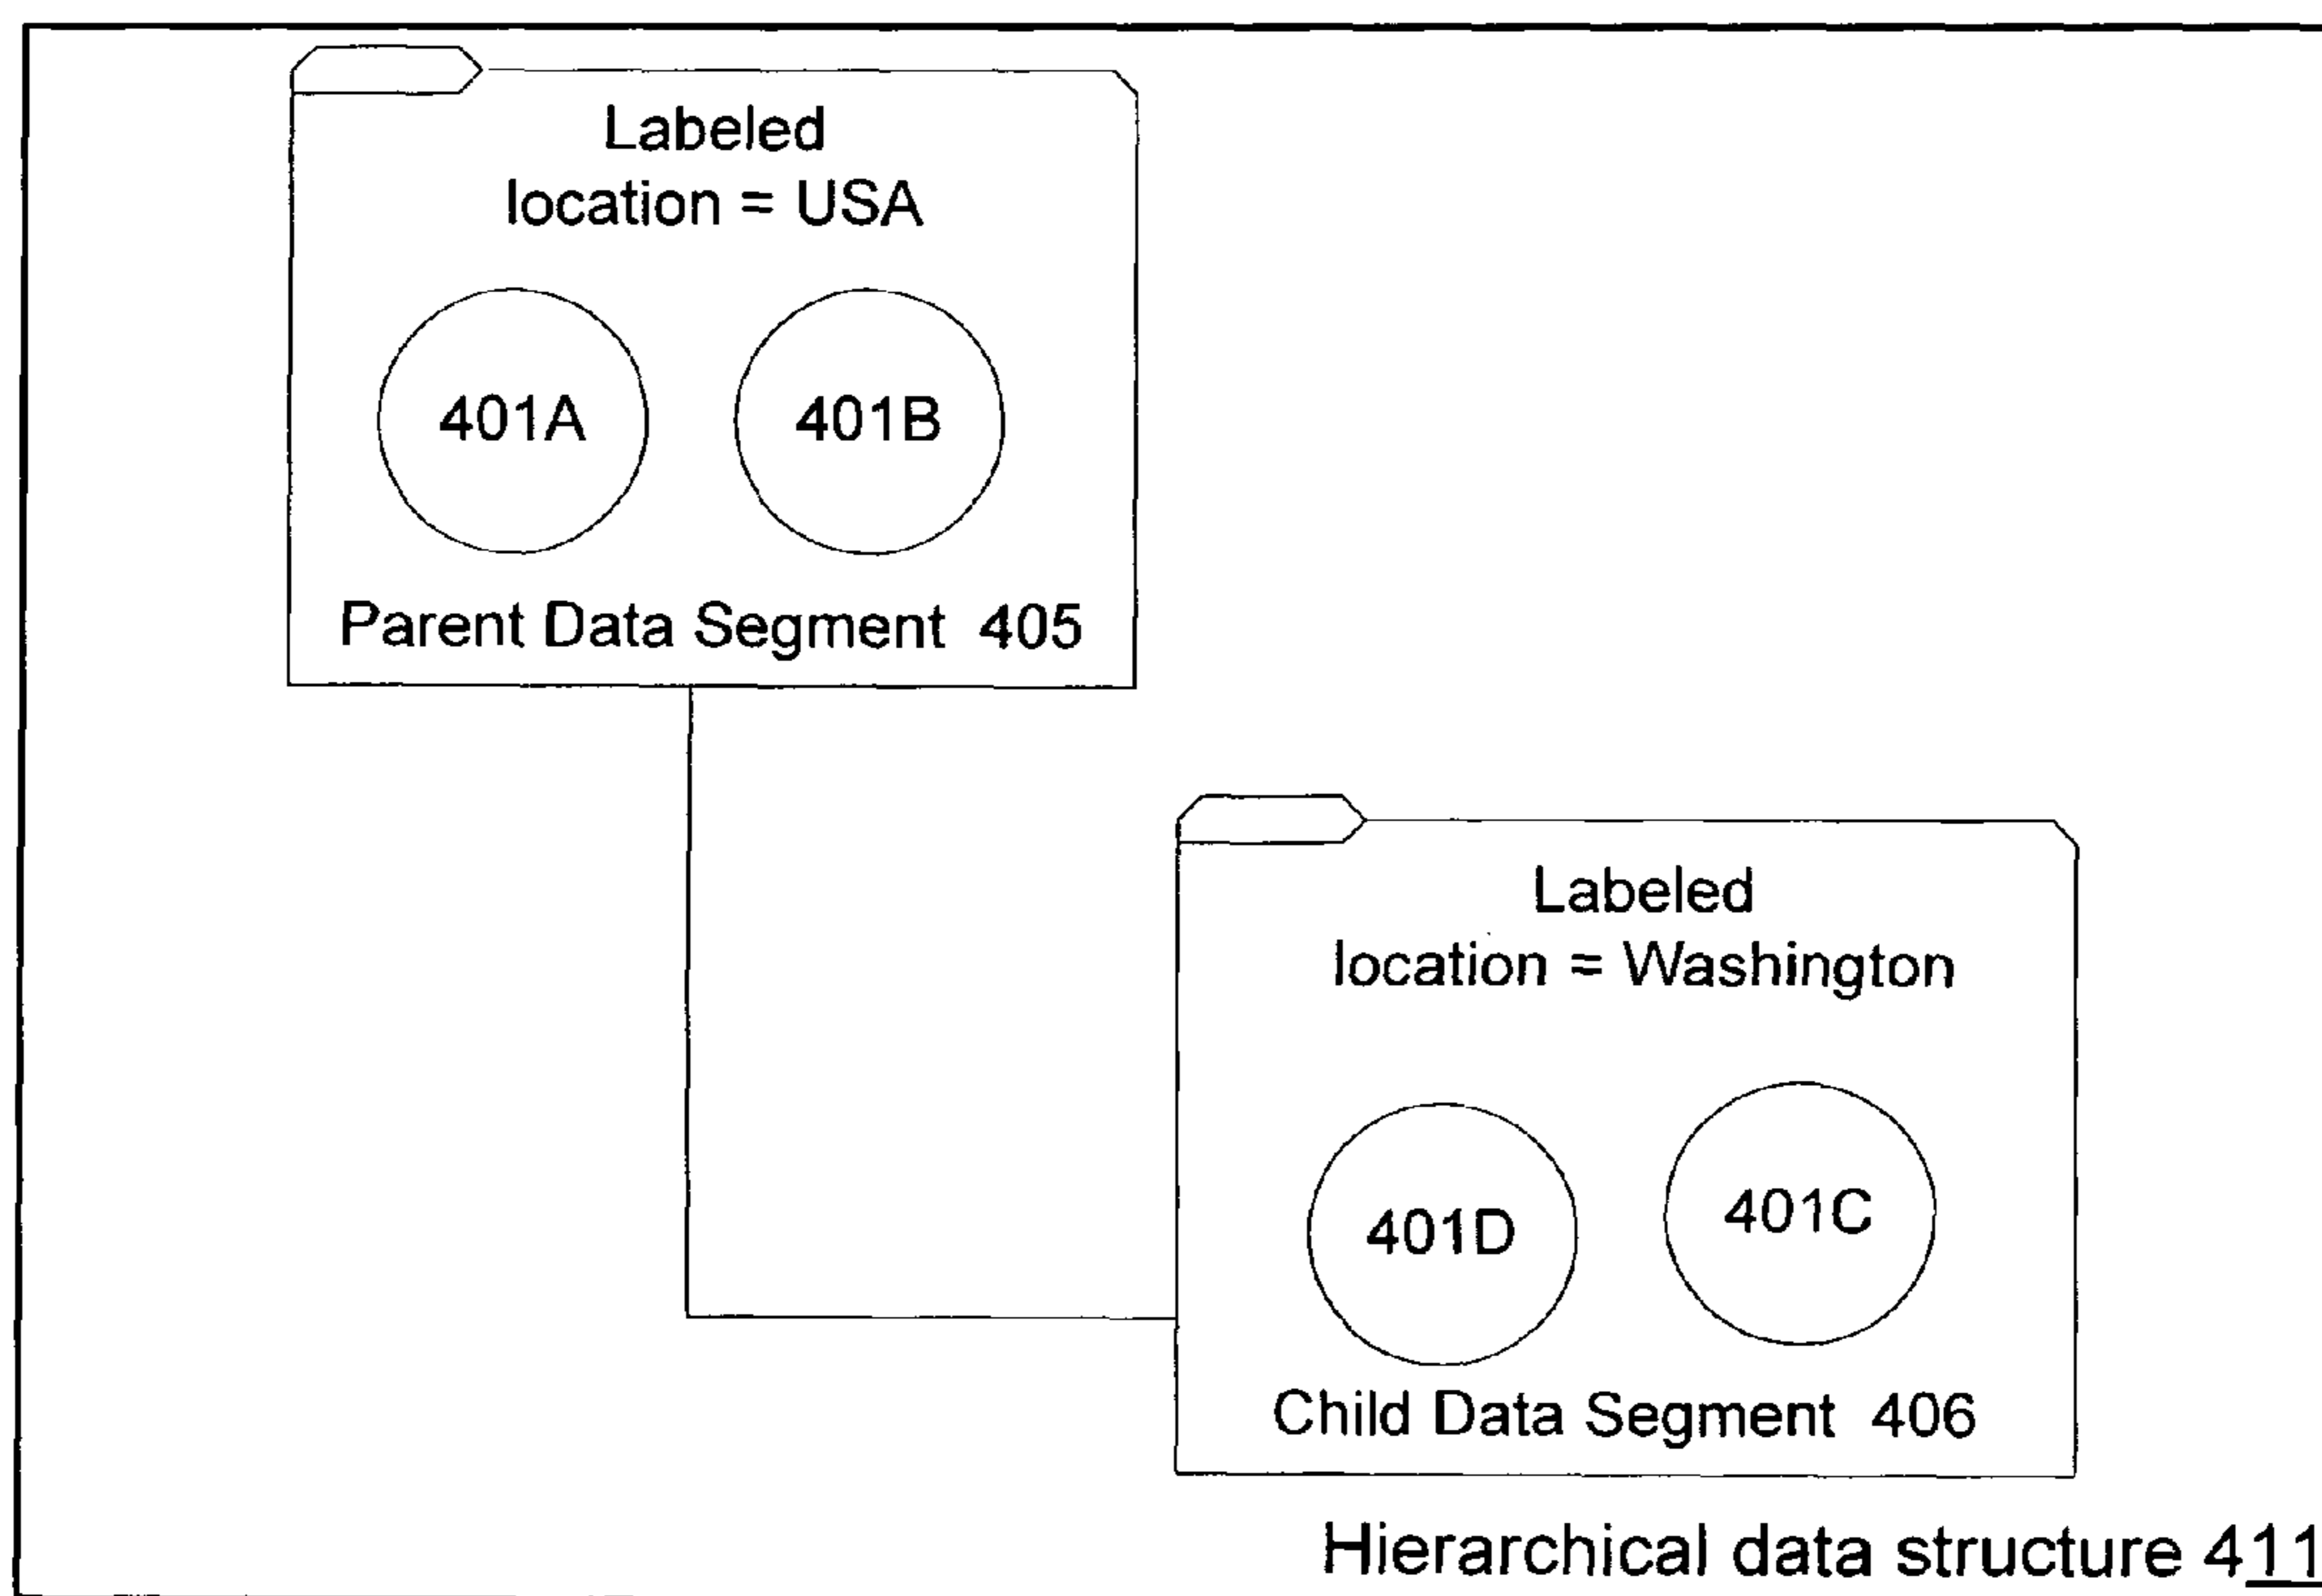 Labeled
location = USA
401A 401B
Parent Data Segment 405
Labeled
location = Washington
401D 401C
Child Data Segment 406
Hierarchical data structure 411